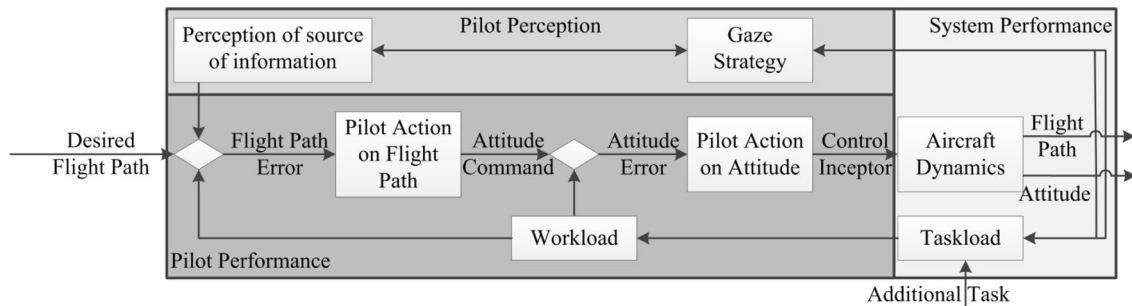 Pilot Perception
System Performance
Perception of source
of information
Gaze
Strategy
Desired
Flight Path
Flight Path
Error
Pilot Action
on Flight
Path
Attitude
Command
Attitude
Error
Pilot Action
on Attitude
Control
Inceptor
Aircraft
Dynamics
Flight
Path
Attitude
Workload
Taskload
Pilot Performance
Additional Task